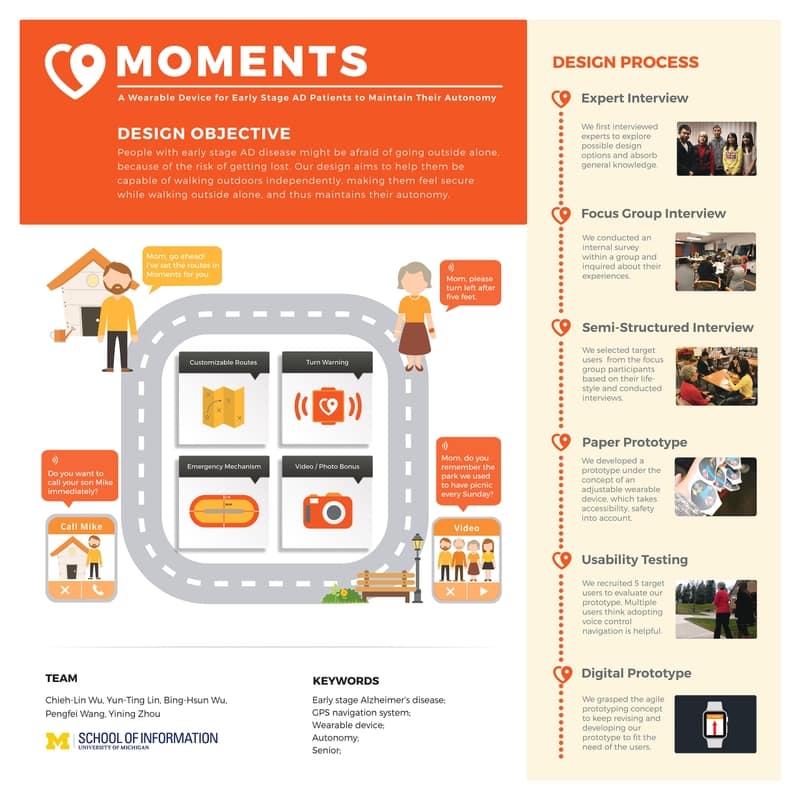 MOMENTS
A Wearable Device for Early Stage AD Patients to Maintain Their Autonomy
DESIGN OBJECTIVE
People with early stage AD disease might be afraid of going outside alone,
because of the risk of getting lost. Our design aims to help them be
capable of walking outdoors independently, making them feel secure
while walking outside alone, and thus maintains their autonomy.
Mom, go ahead!
I've set the routes in
Moments for you.
Mom, please
turn left after
five feet.
Customizable Routes
Turn Warning
Emergency Mechanism
Video / Photo Bonus
Do you want to
call your son Mike
immediately?
Call Mike
Mom, do you
remember the
park we used
to have picnic
every Sunday?
Video
TEAM
Chieh-Lin Wu, Yun-Ting Lin, Bing-Hsun Wu,
Pengfei Wang, Yining Zhou
M SCHOOL OF INFORMATION
UNIVERSITY OF MICHIGAN
KEYWORDS
Early stage Alzheimer's disease;
GPS navigation system;
Wearable device;
Autonomy;
Senior;
DESIGN PROCESS
Expert Interview
We first interviewed
experts to explore
possible design
options and absorb
general knowledge.
Focus Group Interview
We conducted an
internal survey
within a group and
inquired about their
experiences.
Semi-Structured Interview
We selected target
users from the focus
group participants
based on their life-
style and conducted
interviews.
Paper Prototype
We developed a
prototype under the
concept of an
adjustable wearable
device, which takes
accessibility, safety
into account.
Usability Testing
We recruited 5 target
users to evaluate our
prototype. Multiple
users think adopting
voice control
navigation is helpful.
Digital Prototype
We grasped the agile
prototyping concept
to keep revising and
developing our
prototype to fit the
need of the users.